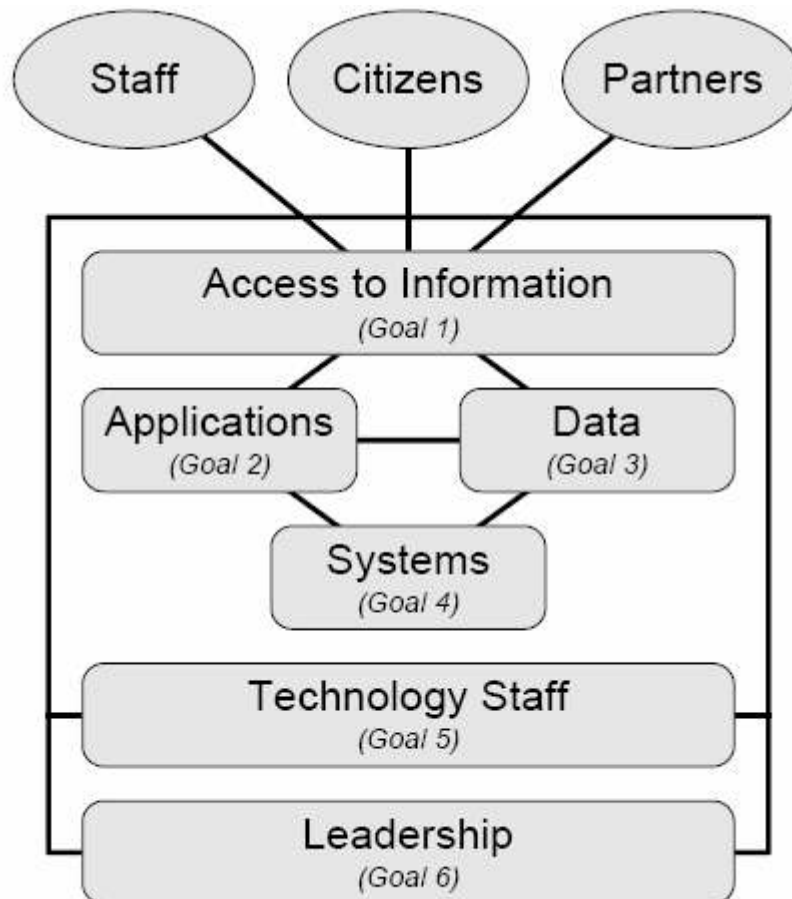 Staff
Citizens
Partners
Access to Information
(Goal 1)
Applications
(Goal 2)
Data
(Goal 3)
Systems
(Goal 4)
Technology Staff
(Goal 5)
Leadership
(Goal 6)